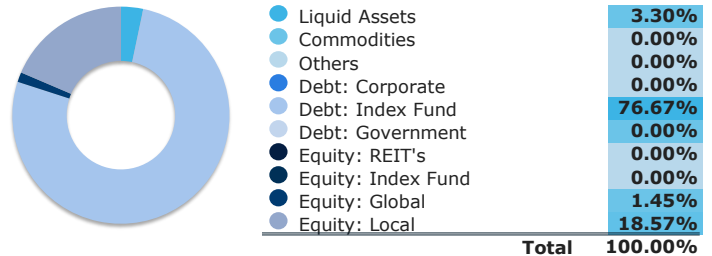 Liquid Assets 3.30%
Commodities 0.00%
Others 0.00%
Debt: Corporate 0.00%
Debt: Index Fund 76.67%
Debt: Government 0.00%
Equity: REIT's 0.00%
Equity: Index Fund 0.00%
Equity: Global 1.45%
Equity: Local 18.57%
Total 100.00%